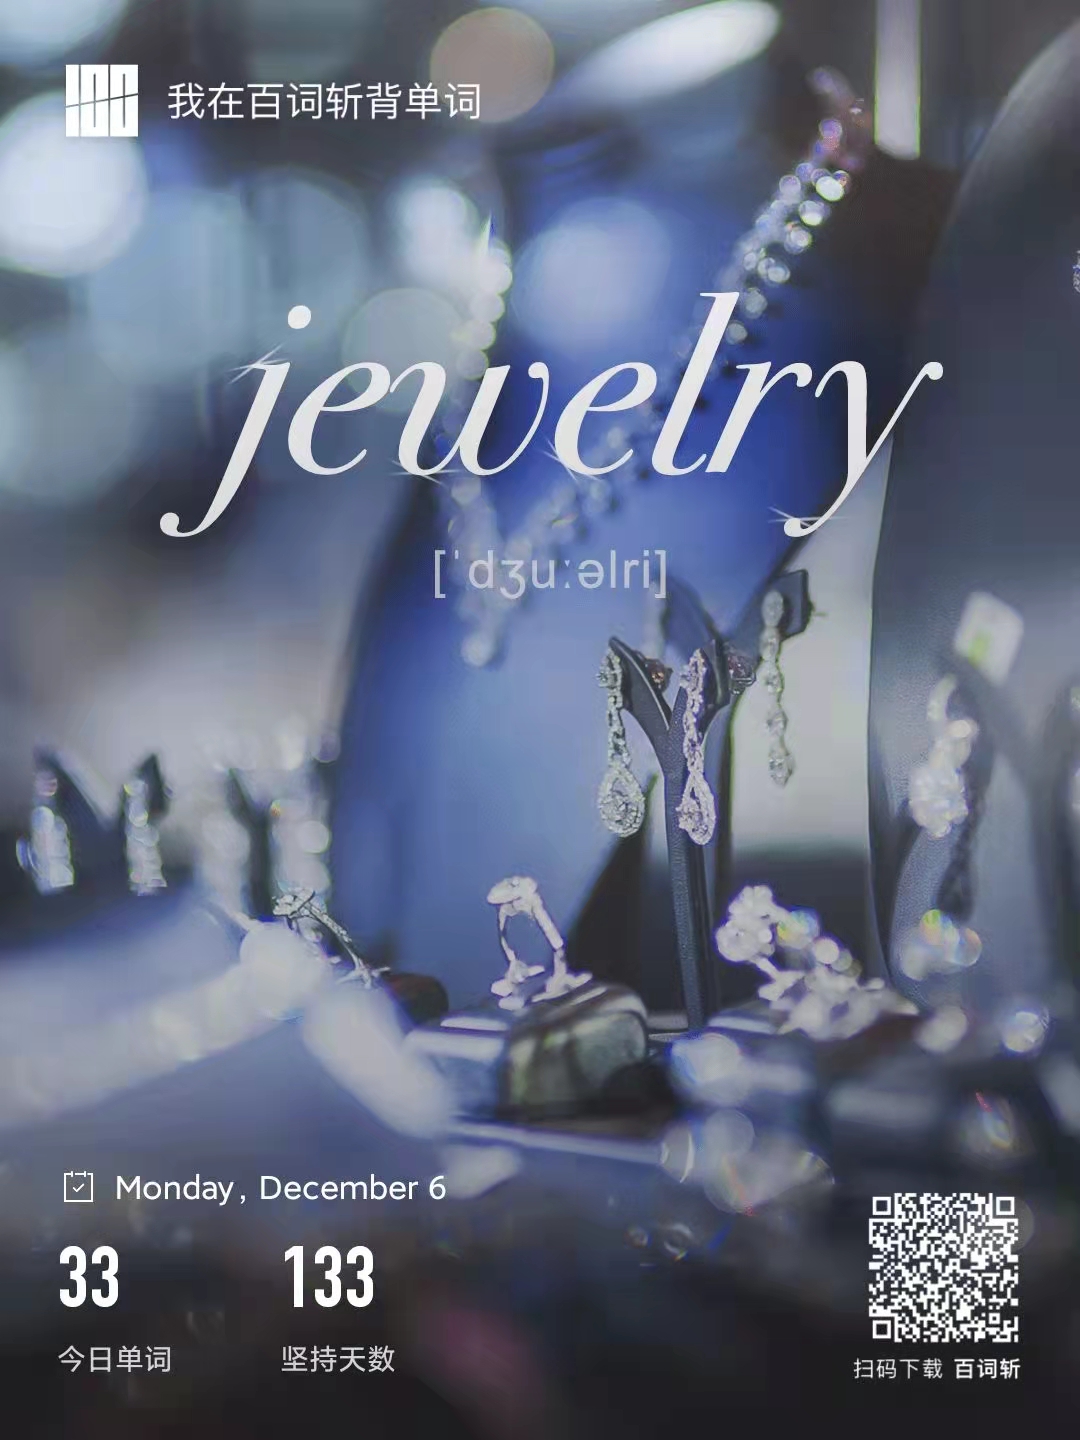 100 我在百词斩背单词
jewelry
[ˈdʒuːəlri]
Monday, December 6
33 133
今日单词 坚持天数
扫码下载 百词斩